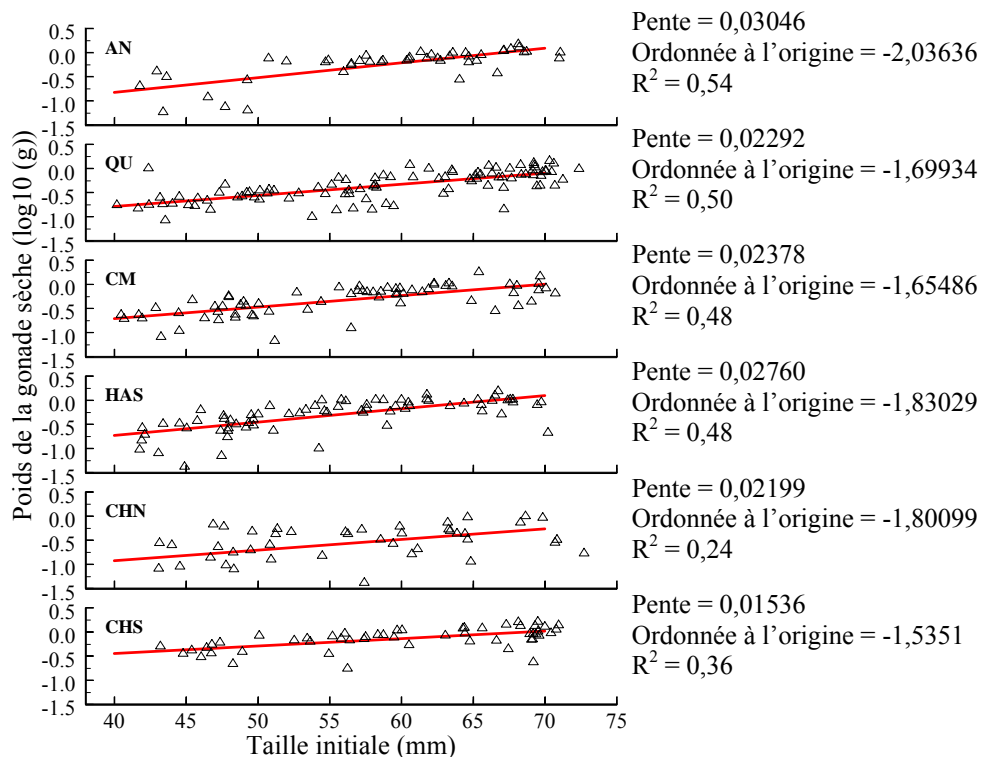 Poids de la gonade sèche (log10 (g))
AN
0.5
0.0
-0.5
-1.0
-1.5
Pente = 0,03046
Ordonnée à l'origine = -2,03636
R² = 0,54
QU
0.5
0.0
-0.5
-1.0
-1.5
Pente = 0,02292
Ordonnée à l'origine = -1,69934
R² = 0,50
CM
0.5
0.0
-0.5
-1.0
-1.5
Pente = 0,02378
Ordonnée à l'origine = -1,65486
R² = 0,48
HAS
0.5
0.0
-0.5
-1.0
-1.5
Pente = 0,02760
Ordonnée à l'origine = -1,83029
R² = 0,48
CHN
0.5
0.0
-0.5
-1.0
-1.5
Pente = 0,02199
Ordonnée à l'origine = -1,80099
R² = 0,24
CHS
0.5
0.0
-0.5
-1.0
-1.5
Pente = 0,01536
Ordonnée à l'origine = -1,5351
R² = 0,36
40 45 50 55 60 65 70 75
Taille initiale (mm)